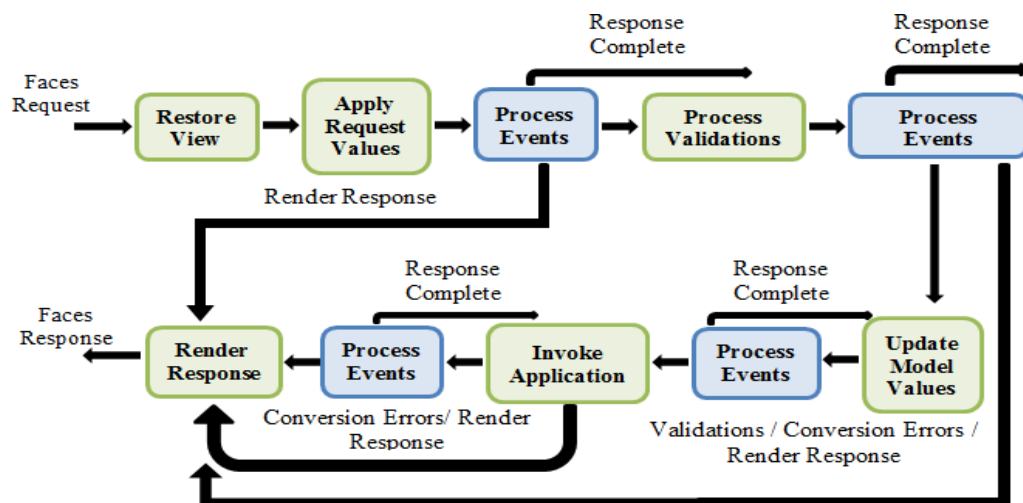 Response
Complete
Response
Complete
Faces
Request
Restore
View
Apply
Request
Values
Process
Events
Process
Validations
Process
Events
Render Response
Response
Complete
Response
Complete
Faces
Response
Render
Response
Process
Events
Invoke
Application
Process
Events
Update
Model
Values
Conversion Errors/ Render
Response
Validations / Conversion Errors /
Render Response